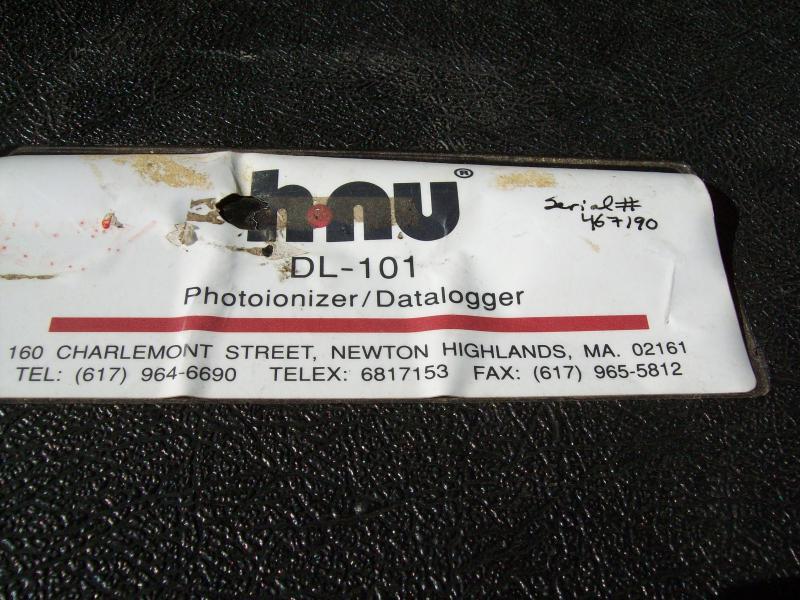 h·nu®
Serial#
467190
DL-101
Photoionizer/Datalogger
160 CHARLEMONT STREET, NEWTON HIGHLANDS, MA. 02161
TEL: (617) 964-6690 TELEX: 6817153 FAX: (617) 965-5812